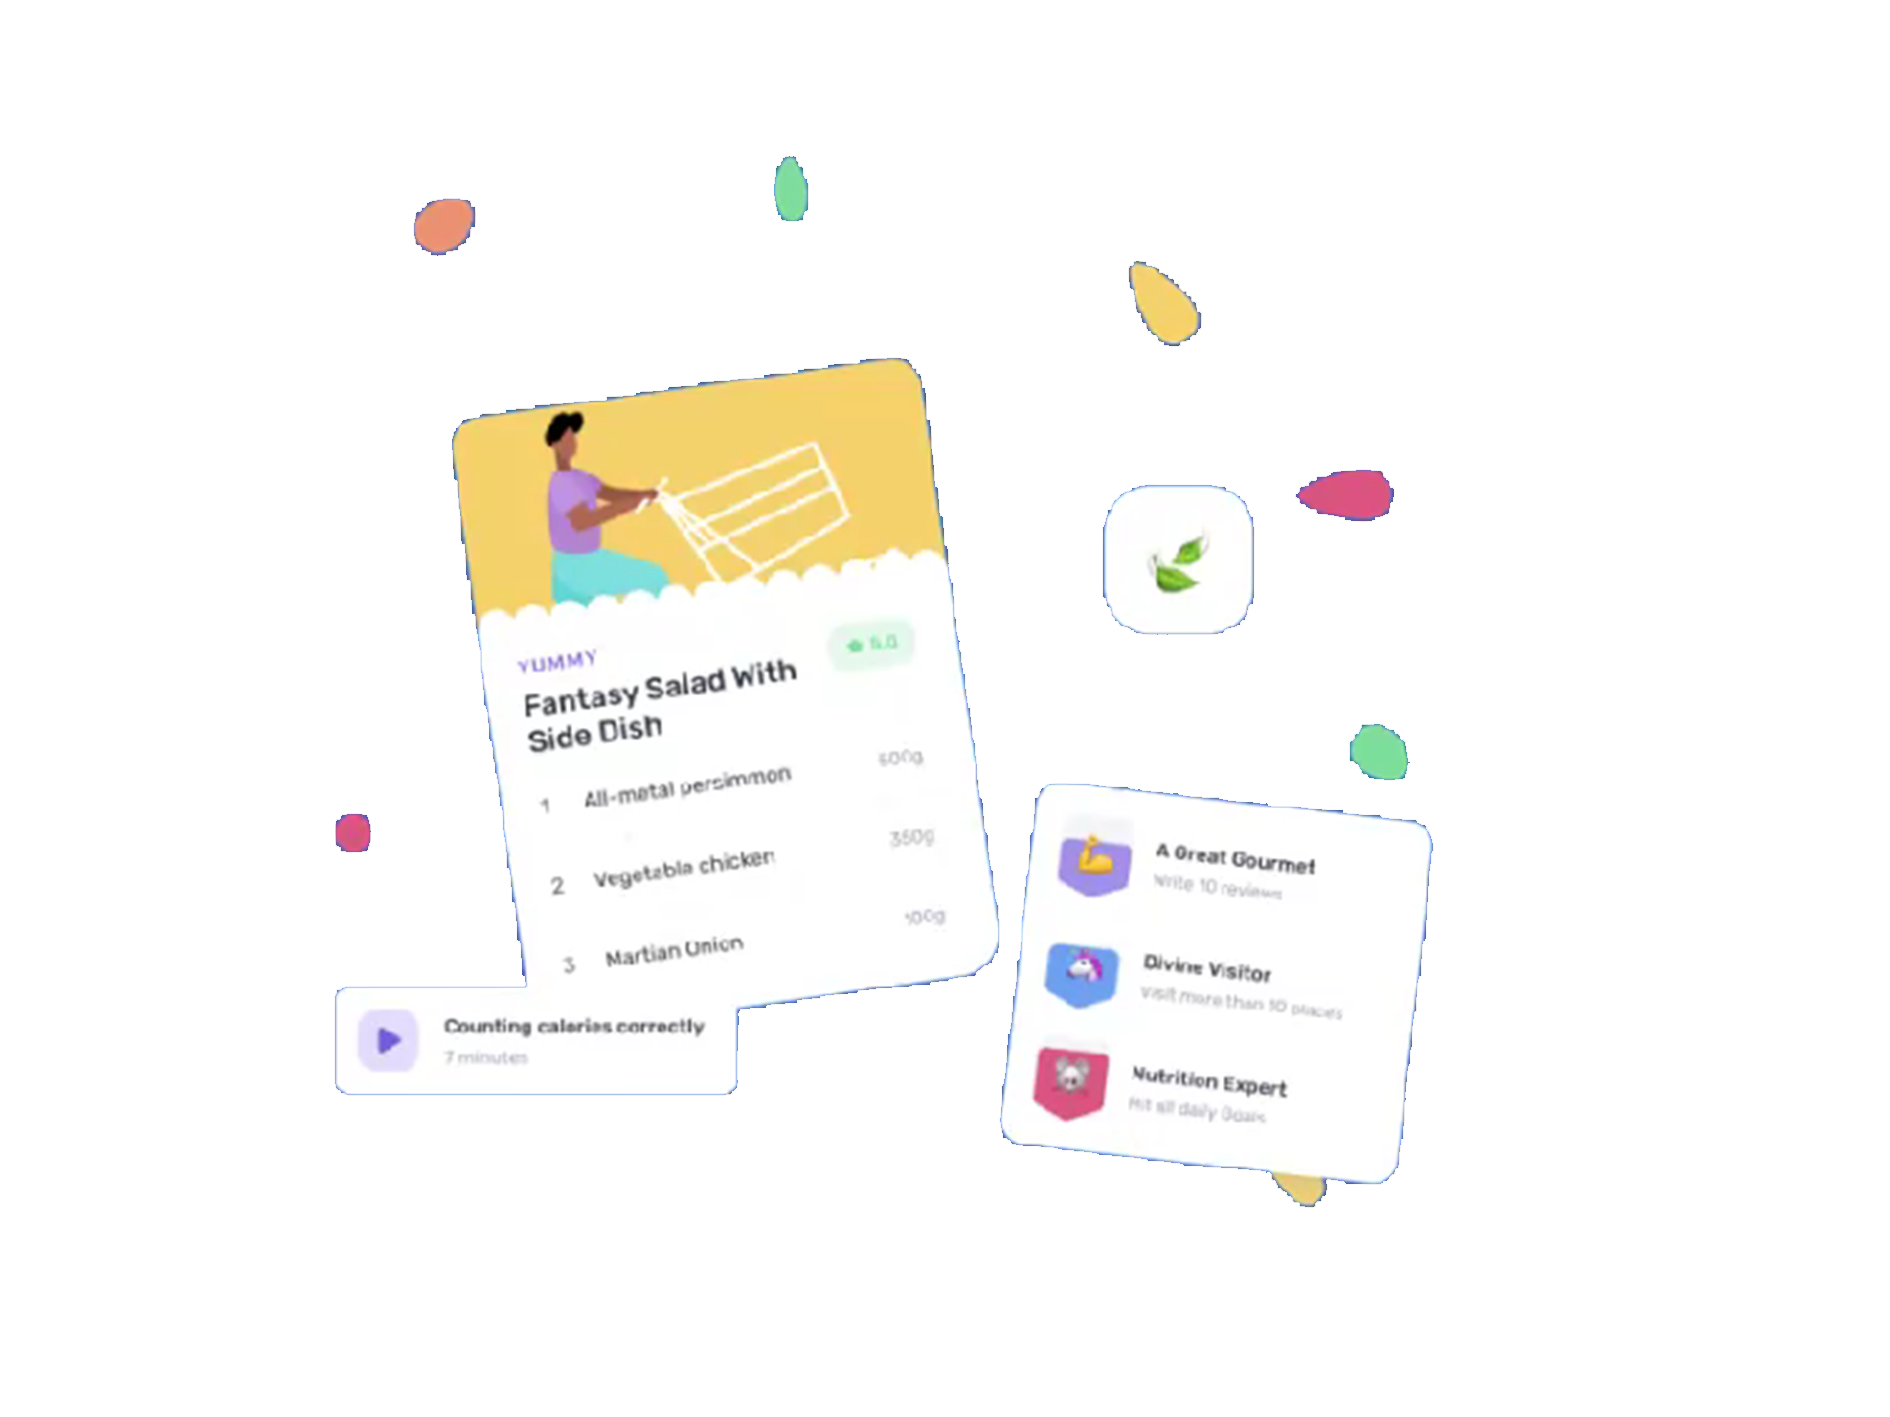 YUMMY
5.0
Fantasy Salad With
Side Dish
1 All-metal persimmon 500g
2 Vegetable chicken 350g
3 Martian Onion 100g
Counting calories correctly
7 minutes
A Great Gourmet
Write 10 reviews
Divine Visitor
Visit more than 10 places
Nutrition Expert
Hit all daily Goals